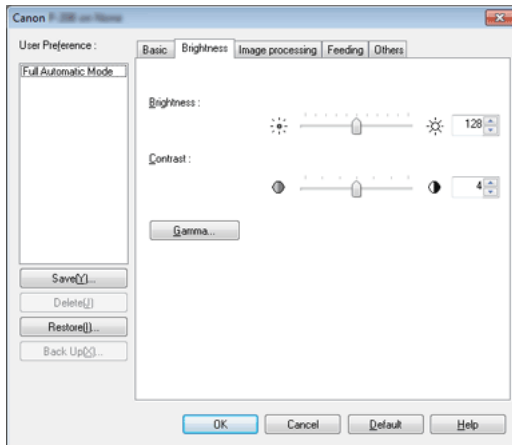 Canon
User Preference :
Full Automatic Mode
Save(Y)...
Delete(J)
Restore(I)...
Back Up(X)...
Basic Brightness Image processing Feeding Others
Brightness :
128
Contrast :
4
Gamma...
OK Cancel Default Help